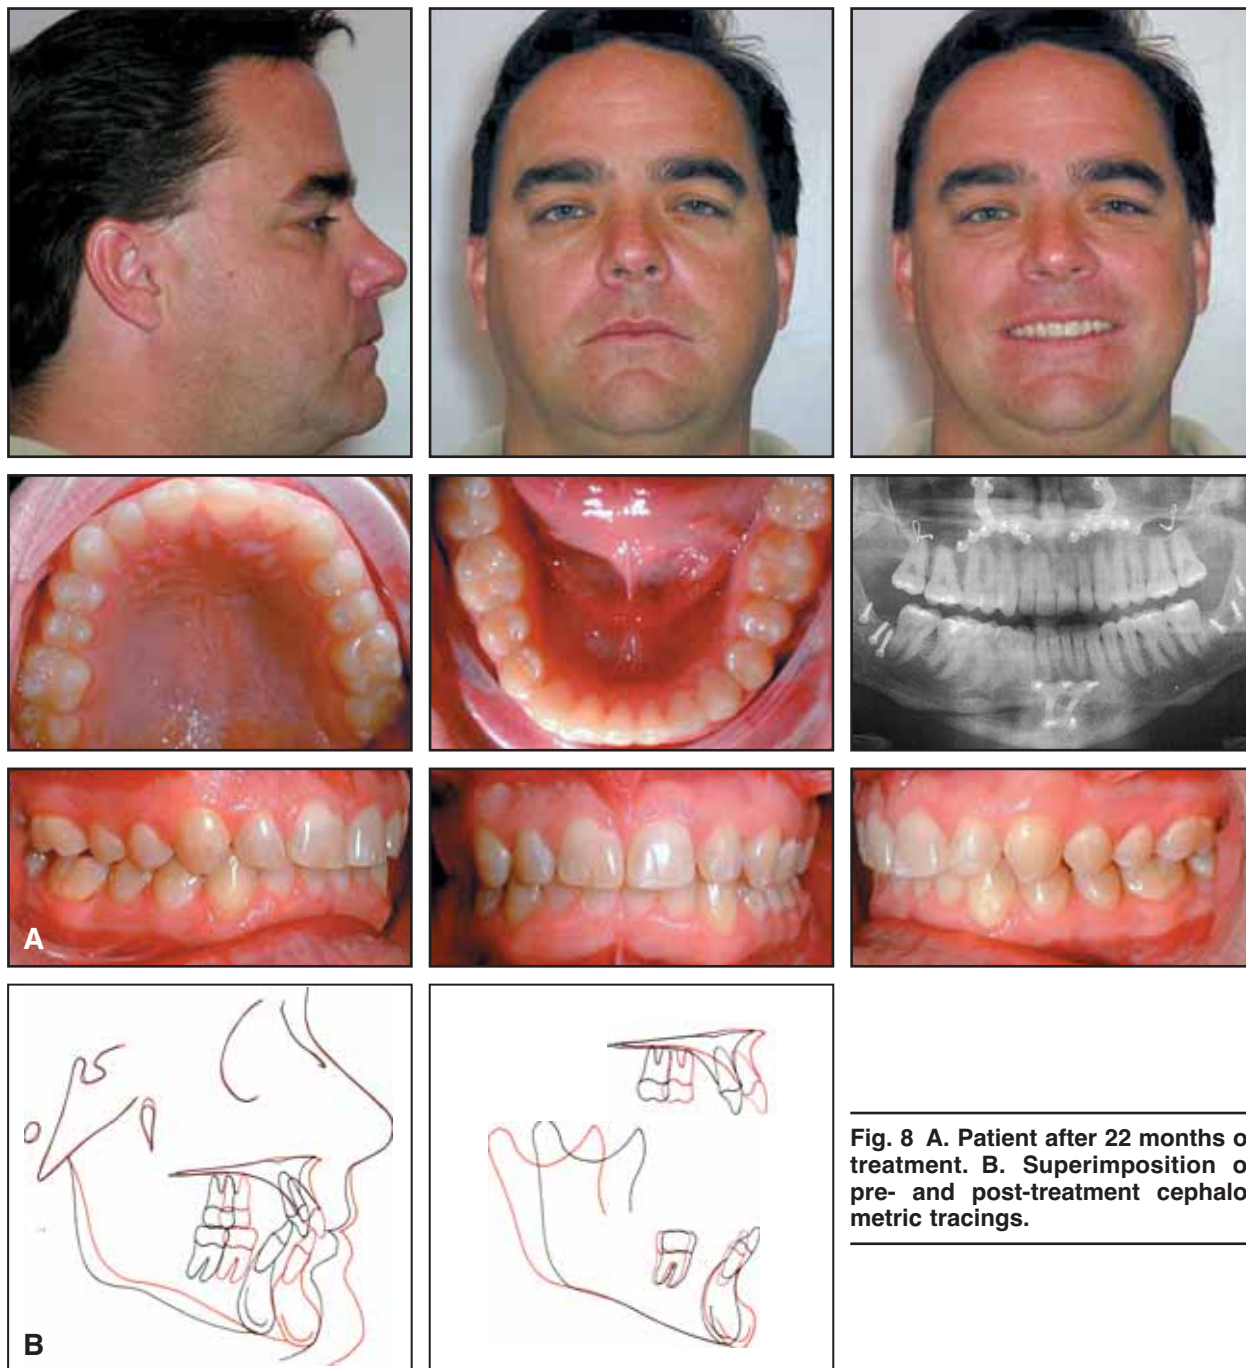 A
B
Fig. 8 A. Patient after 22 months o
treatment. B. Superimposition o
pre- and post-treatment cephalo
metric tracings.